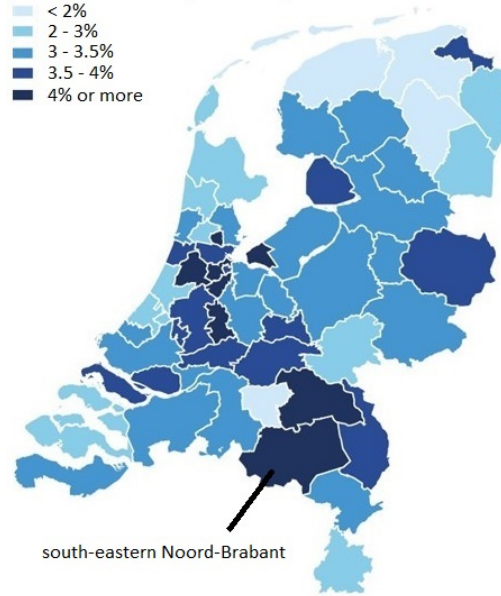 < 2%
2 - 3%
3 - 3.5%
3.5 - 4%
4% or more
south-eastern Noord-Brabant